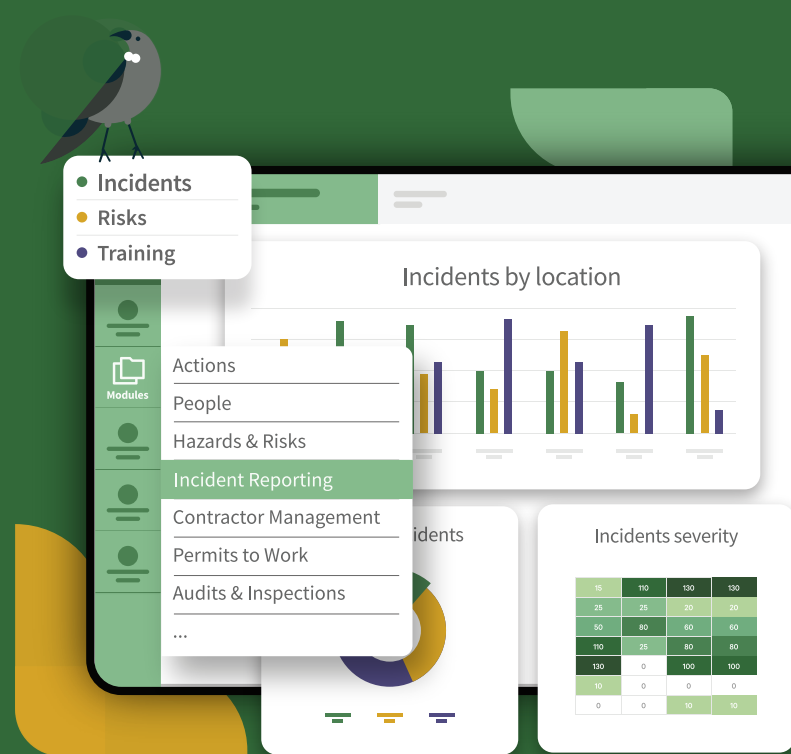 Incidents
Risks
Training
Incidents by location
Modules
Actions
People
Hazards & Risks
Incident Reporting
Contractor Management
Permits to Work
Audits & Inspections
...
Incidents severity
15 110 130 130
25 25 20 20
50 80 60 60
110 25 80 80
130 0 100 100
10 0 0 0
0 0 10 10